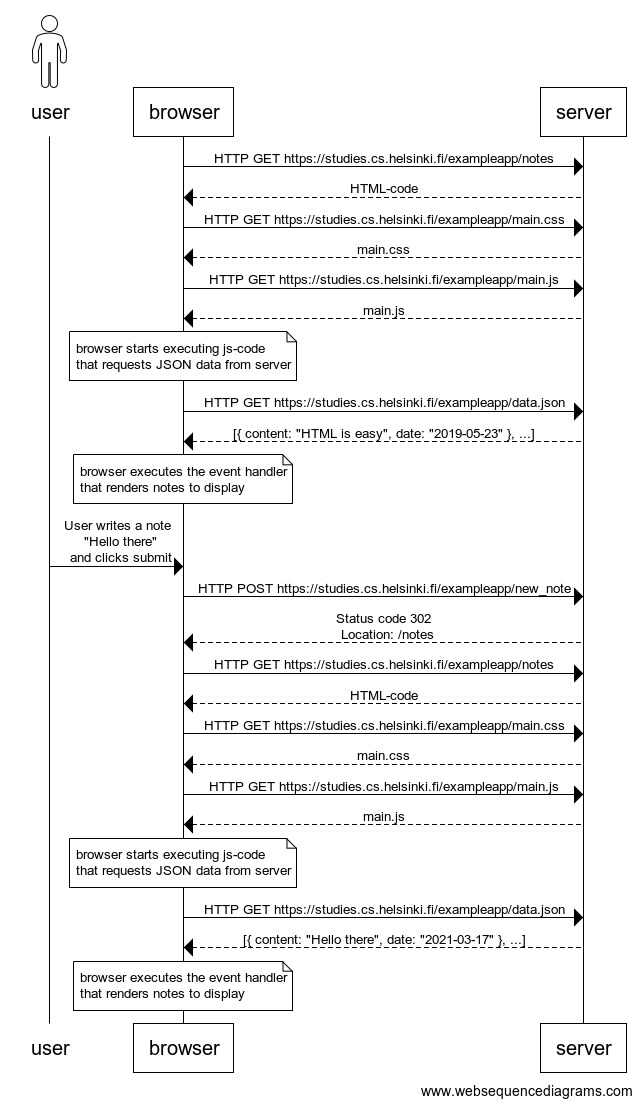 user
browser
server
HTTP GET https://studies.cs.helsinki.fi/exampleapp/notes
HTML-code
HTTP GET https://studies.cs.helsinki.fi/exampleapp/main.css
main.css
HTTP GET https://studies.cs.helsinki.fi/exampleapp/main.js
main.js
browser starts executing js-code
that requests JSON data from server
HTTP GET https://studies.cs.helsinki.fi/exampleapp/data.json
[{ content: "HTML is easy", date: "2019-05-23" }, ...]
browser executes the event handler
that renders notes to display
User writes a note
"Hello there"
and clicks submit
HTTP POST https://studies.cs.helsinki.fi/exampleapp/new_note
Status code 302
Location: /notes
HTTP GET https://studies.cs.helsinki.fi/exampleapp/notes
HTML-code
HTTP GET https://studies.cs.helsinki.fi/exampleapp/main.css
main.css
HTTP GET https://studies.cs.helsinki.fi/exampleapp/main.js
main.js
browser starts executing js-code
that requests JSON data from server
HTTP GET https://studies.cs.helsinki.fi/exampleapp/data.json
[{ content: "Hello there", date: "2021-03-17" }, ...]
browser executes the event handler
that renders notes to display
user
browser
server
www.websequencediagrams.com